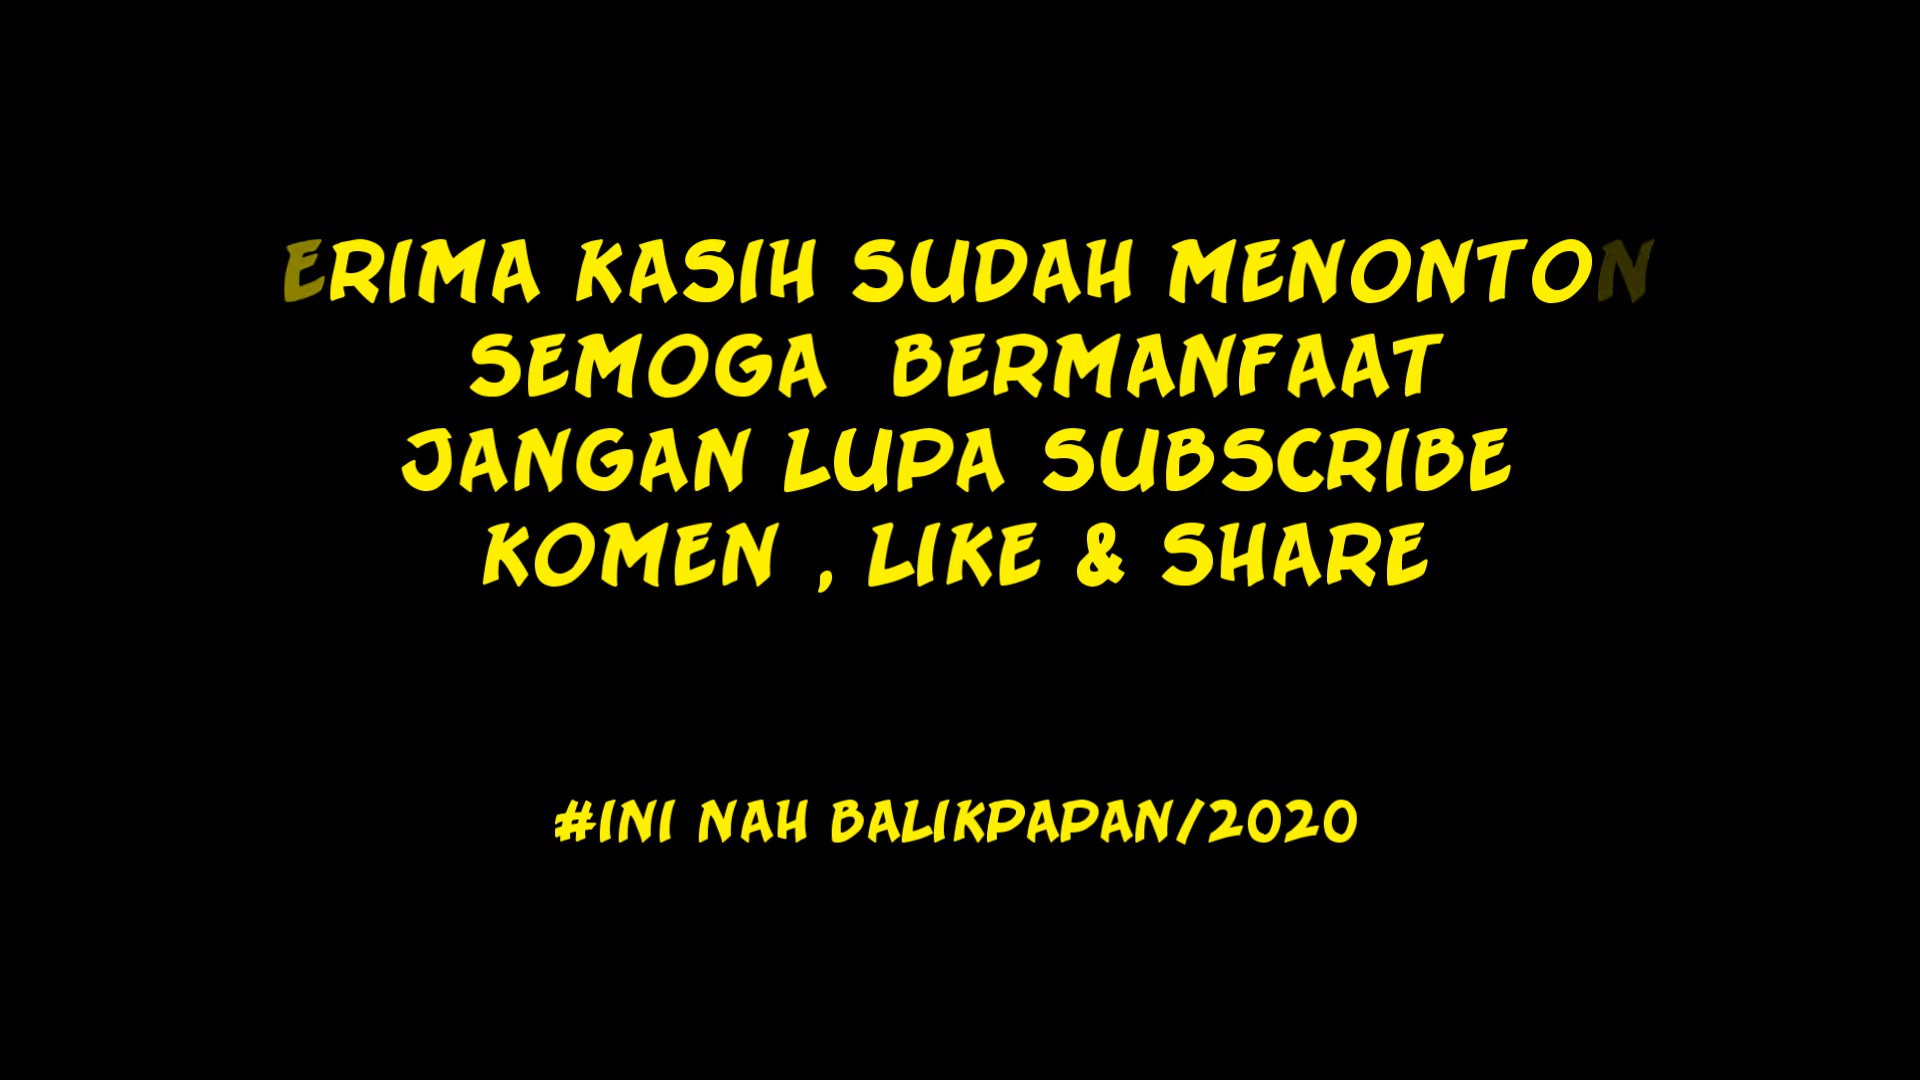 ERIMA KASIH SUDAH MENONTON
SEMOGA BERMANFAAT
JANGAN LUPA SUBSCRIBE
KOMEN , LIKE & SHARE
#INI NAH BALIKPAPAN/2020